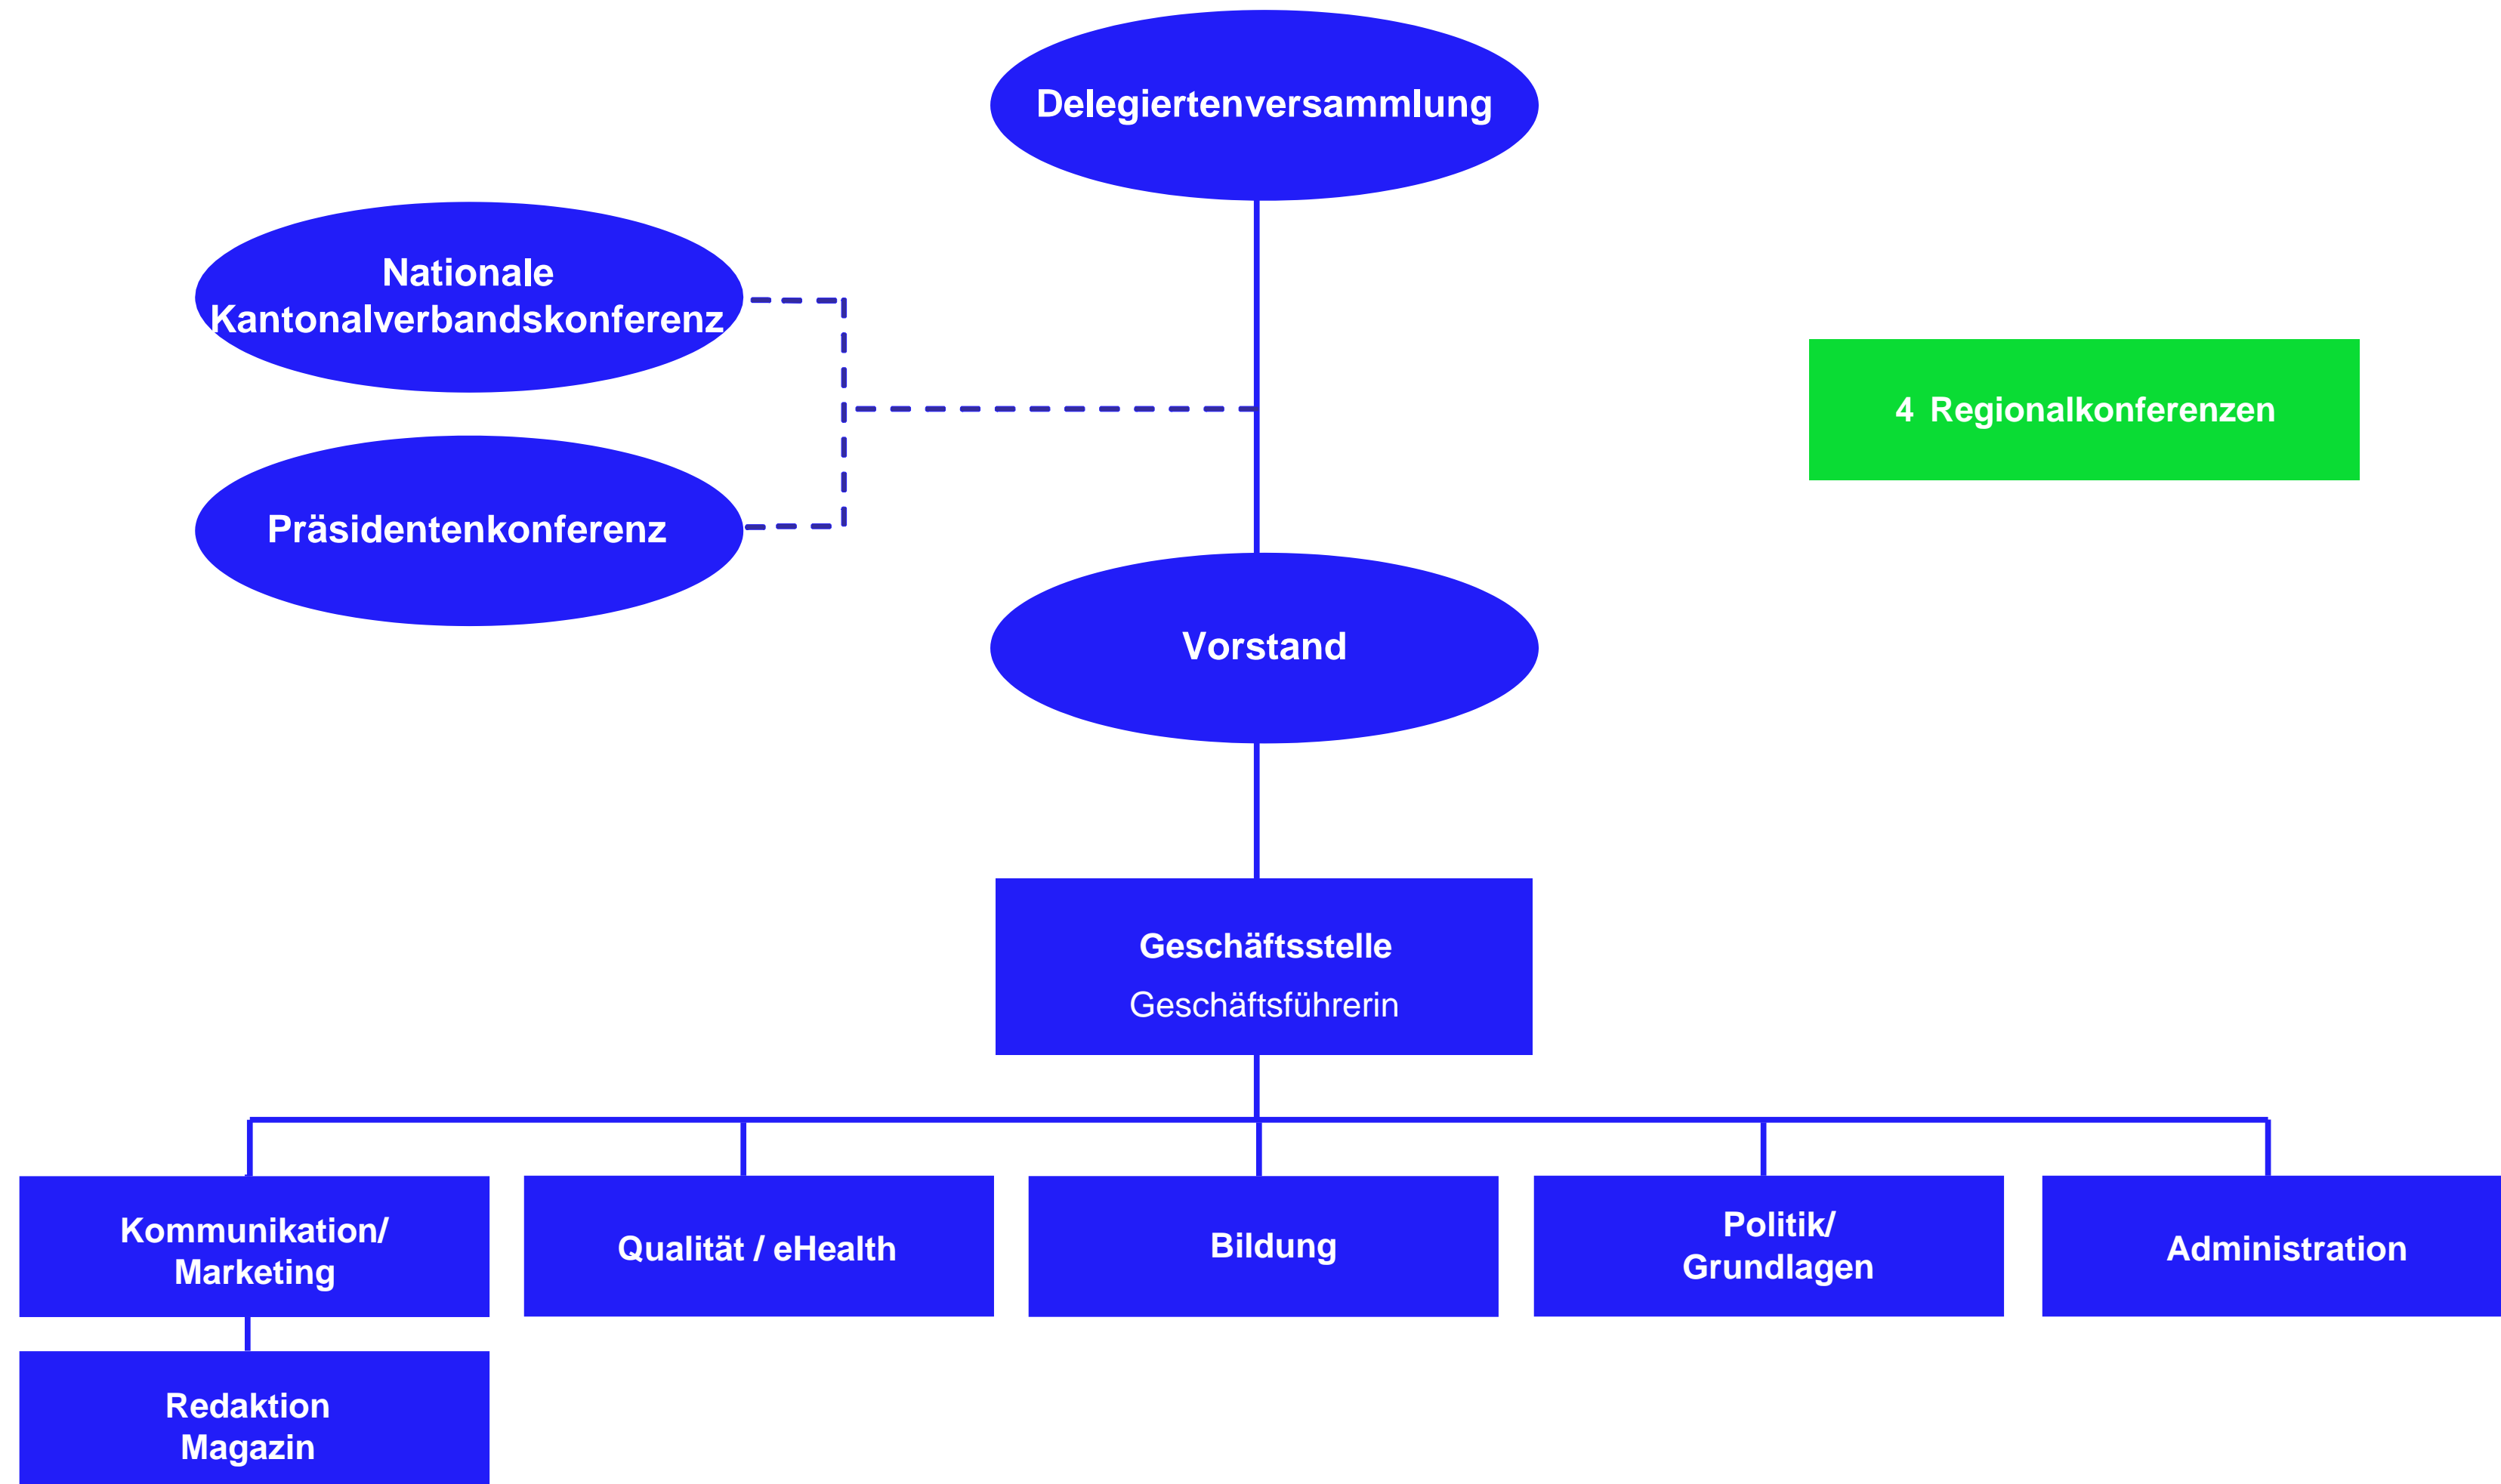 Delegiertenversammlung
Nationale
Kantonalverbandskonferenz
4 Regionalkonferenzen
Präsidentenkonferenz
Vorstand
Geschäftsstelle
Geschäftsführerin
Kommunikation/
Marketing
Qualität / eHealth
Bildung
Politik/
Grundlagen
Administration
Redaktion
Magazin